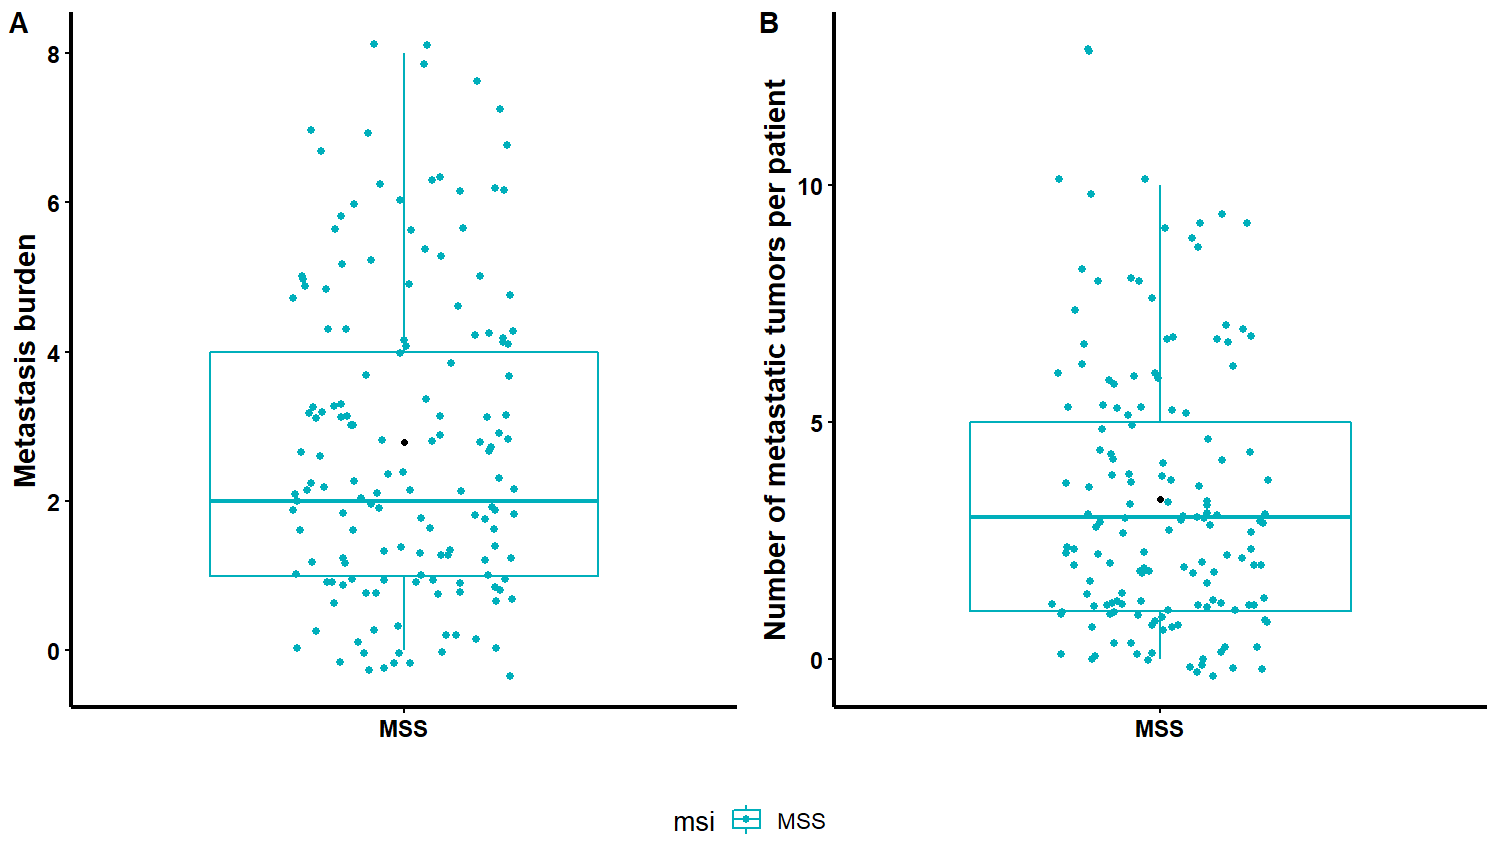 A
Metastasis burden
8
6
4
2
0
MSS
B
Number of metastatic tumors per patient
10
5
0
MSS
msi MSS